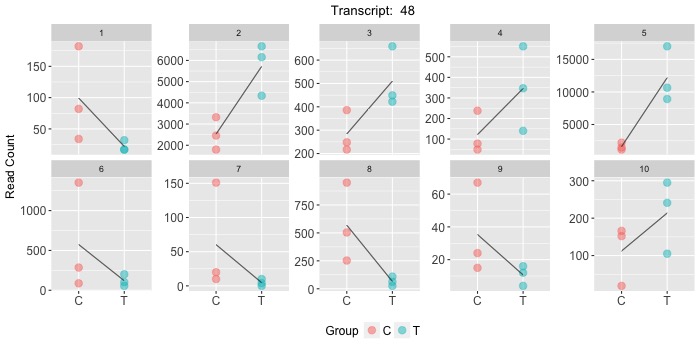 Transcript: 48
1 2 3 4 5
150 100 50
6000 5000 4000 3000 2000
600 500 400 300 200
500 400 300 200 100
15000 10000 5000
Read Count
6 7 8 9 10
1000 500 0
150 100 50 0
750 500 250 0
60 40 20
300 200 100
C T C T C T C T C T
Group C T